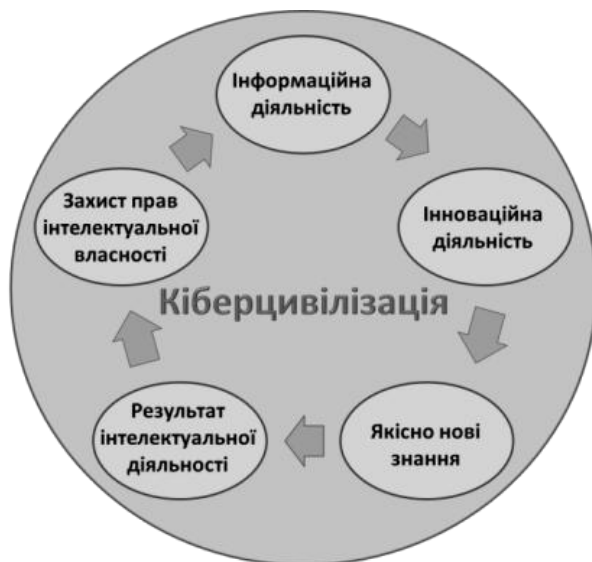 Інформаційна
діяльність
Інноваційна
діяльність
Якісно нові
знання
Результат
інтелектуальної
діяльності
Захист прав
інтелектуальної
власності
Кіберцивілізація